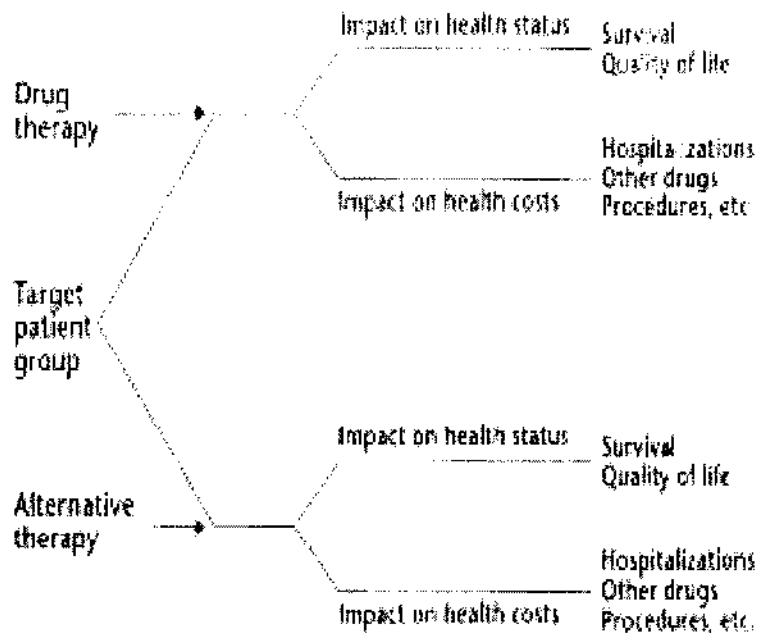 Impact on health status
Survival
Quality of life
Drug
therapy
Hospitalizations
Other drugs
Impact on health costs
Procedures, etc
Target
patient
group
Impact on health status
Survival
Quality of life
Alternative
therapy
Hospitalizations
Other drugs
Impact on health costs
Procedures, etc.